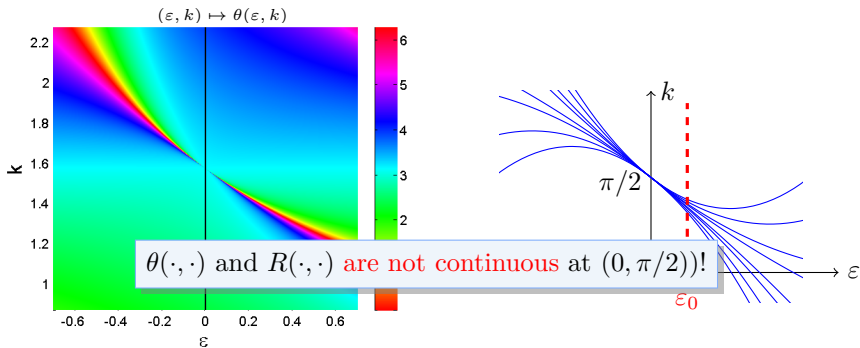 (ε, k) ↦ θ(ε, k)
2.2
2
1.8
1.6
1.4
1.2
1
k
-0.6 -0.4 -0.2 0 0.2 0.4 0.6
ε
6
5
4
3
2
k
π/2
ε
ε₀
θ(·, ·) and R(·, ·) are not continuous at (0, π/2))!